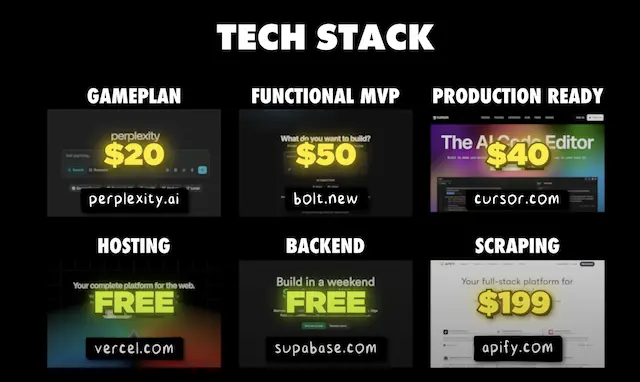 TECH STACK
GAMEPLAN
FUNCTIONAL MVP
PRODUCTION READY
perplexity
$20
perplexity.ai
What do you want to build?
$50
bolt.new
The AI Code Editor
$40
cursor.com
HOSTING
BACKEND
SCRAPING
Your complete platform for the web.
FREE
vercel.com
Build in a weekend
FREE
supabase.com
Your full-stack platform for
$199
apify.com